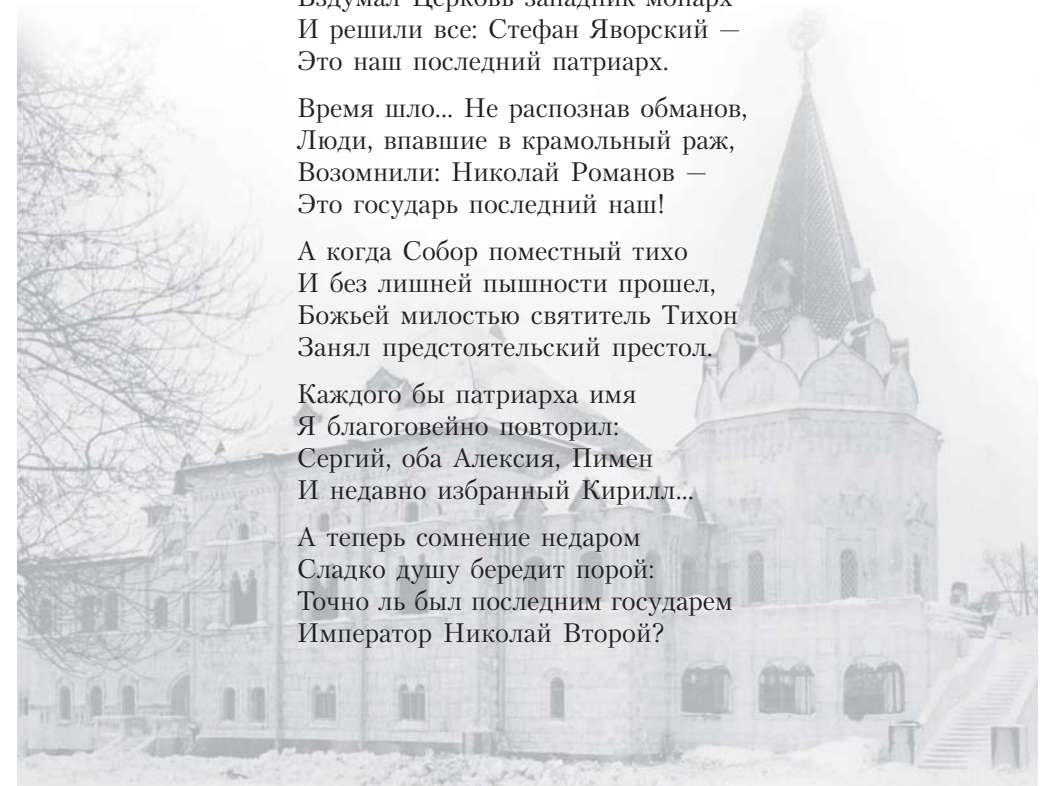 Вздумал Церковь западник монарх
И решили все: Стефан Яворский —
Это наш последний патриарх.
Время шло... Не распознав обманов,
Люди, впавшие в крамольный раж,
Возомнили: Николай Романов —
Это государь последний наш!
А когда Собор поместный тихо
И без лишней пышности прошел,
Божьей милостью святитель Тихон
Занял предстоятельский престол.
Каждого бы патриарха имя
Я благоговейно повторил:
Сергий, оба Алексия, Пимен
И недавно избранный Кирилл...
А теперь сомнение недаром
Сладко душу бередит порой:
Точно ль был последним государем
Император Николай Второй?